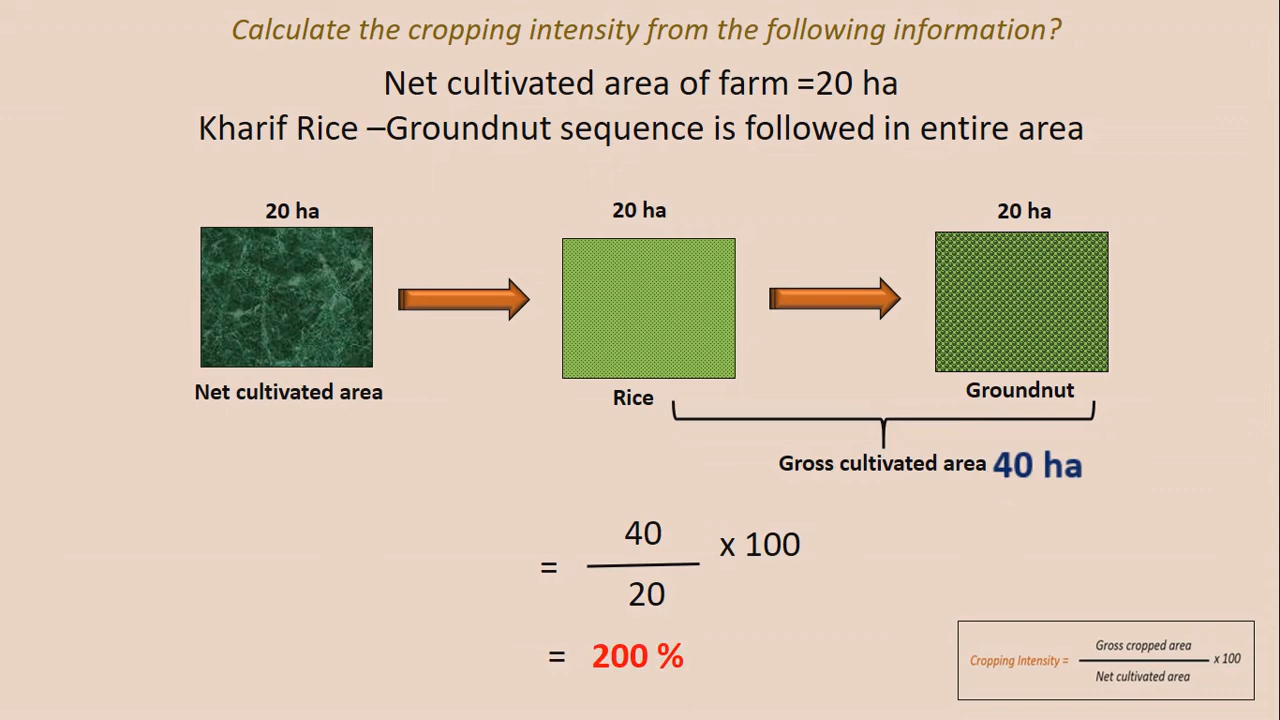 Calculate the cropping intensity from the following information?
Net cultivated area of farm =20 ha
Kharif Rice –Groundnut sequence is followed in entire area
20 ha
20 ha
20 ha
Net cultivated area
Rice
Groundnut
Gross cultivated area 40 ha
40
= x 100
20
= 200 %
Gross cropped area
Cropping Intensity = x 100
Net cultivated area